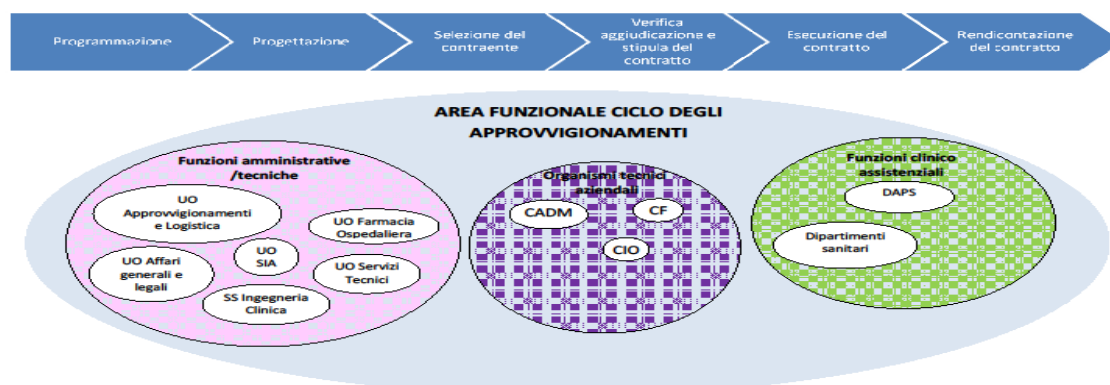 Programmazione
Progettazione
Selezione del
contraente
Verifica
aggiudicazione e
stipula del
contratto
Esecuzione del
contratto
Rendicontazione
del contratto
AREA FUNZIONALE CICLO DEGLI
APPROVVIGIONAMENTI
Funzioni amministrative
/tecniche
UO
Approvvigionamenti
e Logistica
UO Farmacia
Ospedaliera
UO
SIA
UO Affari
generali e
legali
UO Servizi
Tecnici
SS Ingegneria
Clinica
Organismi tecnici
aziendali
CADM
CF
CIO
Funzioni clinico
assistenziali
DAPS
Dipartimenti
sanitari